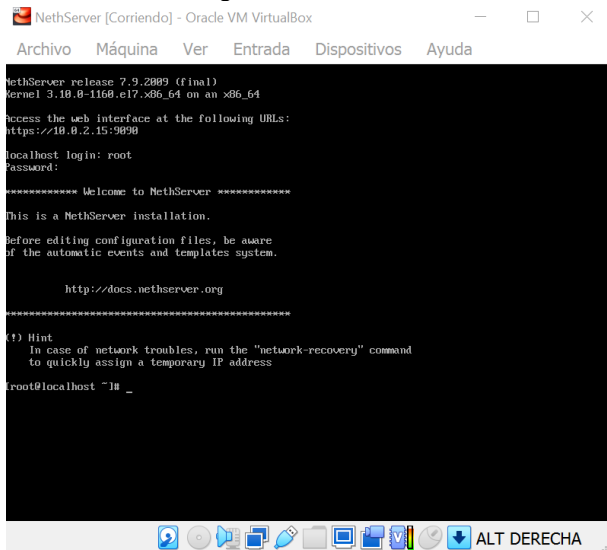 NethServer [Corriendo] - Oracle VM VirtualBox
Archivo Máquina Ver Entrada Dispositivos Ayuda
NethServer release 7.9.2009 (final)
Kernel 3.10.0-1160.el7.x86_64 on an x86_64
Access the web interface at the following URLs:
https://10.0.2.15:9090
localhost login: root
Password:
************ Welcome to NethServer ************
This is a NethServer installation.
Before editing configuration files, be aware
of the automatic events and templates system.
http://docs.nethserver.org
***********************************************
(!) Hint
In case of network troubles, run the "network-recovery" command
to quickly assign a temporary IP address
[root@localhost ~]# _
ALT DERECHA